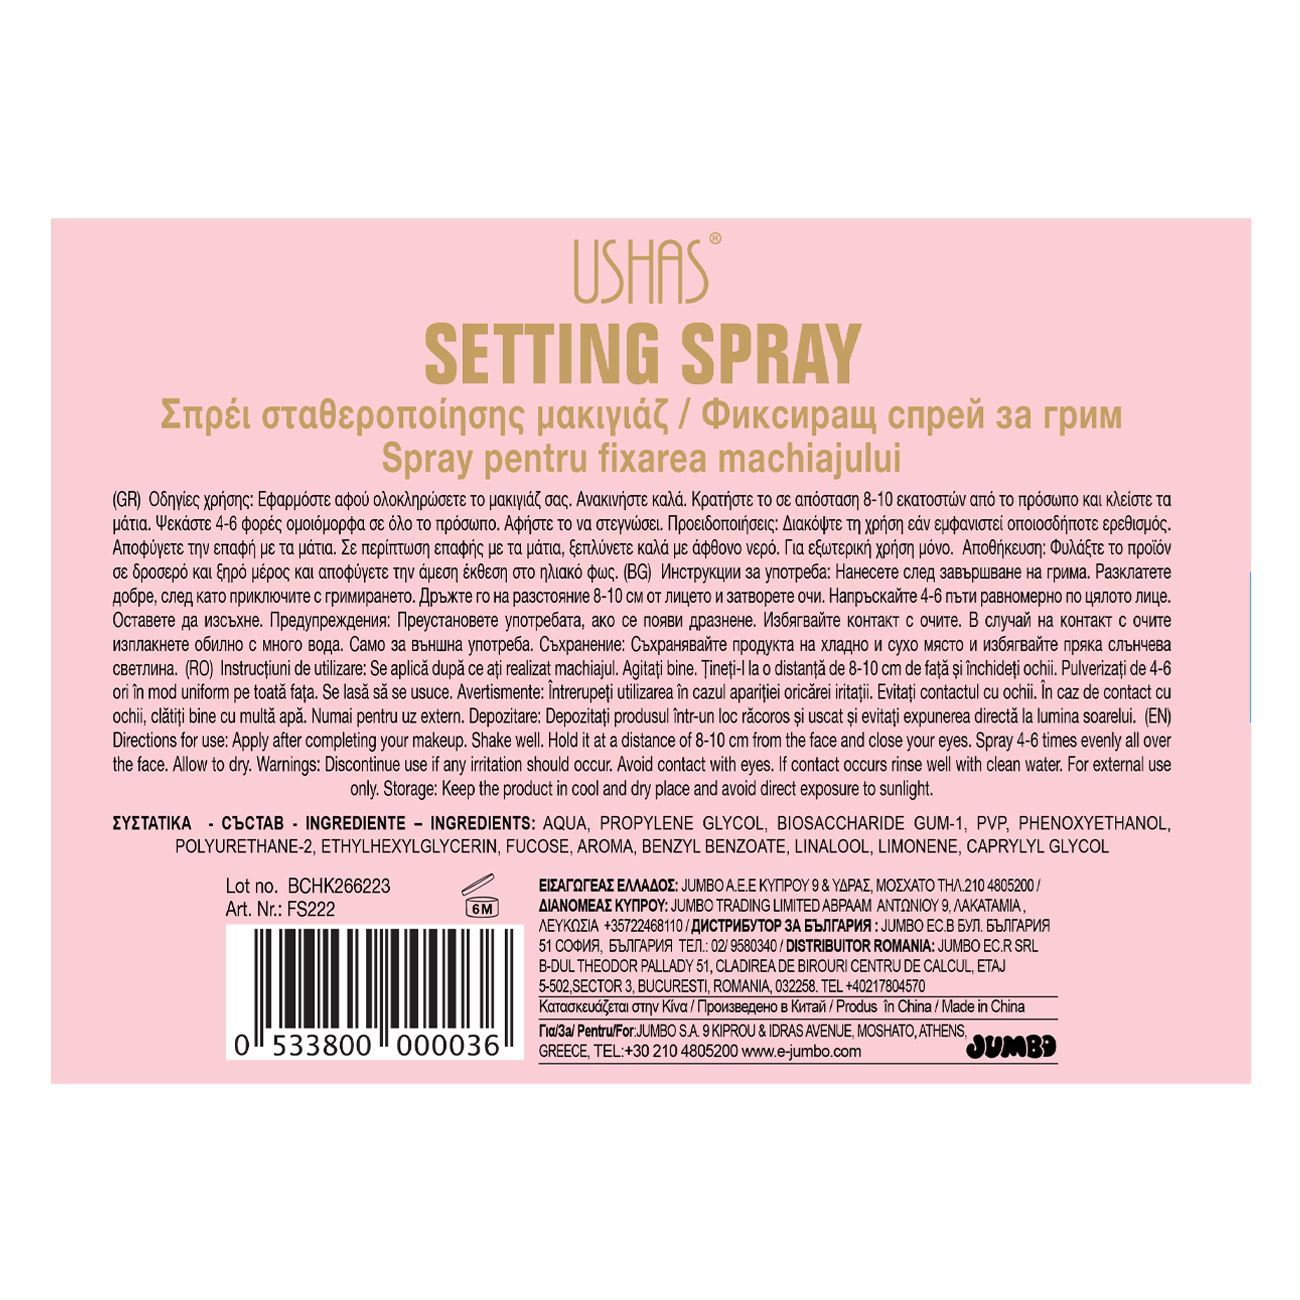 USHAS®
SETTING SPRAY
Σπρέι σταθεροποίησης μακιγιάζ / Фиксиращ спрей за грим
Spray pentru fixarea machiajului
(GR) Οδηγίες χρήσης: Εφαρμόστε αφού ολοκληρώσετε το μακιγιάζ σας. Ανακινήστε καλά. Κρατήστε το σε απόσταση 8-10 εκατοστών από το πρόσωπο και κλείστε τα
μάτια. Ψεκάστε 4-6 φορές ομοιόμορφα σε όλο το πρόσωπο. Αφήστε το να στεγνώσει. Προειδοποιήσεις: Διακόψτε τη χρήση εάν εμφανιστεί οποιοσδήποτε ερεθισμός.
Αποφύγετε την επαφή με τα μάτια. Σε περίπτωση επαφής με τα μάτια, ξεπλύνετε καλά με άφθονο νερό. Για εξωτερική χρήση μόνο. Αποθήκευση: Φυλάξτε το προϊόν
σε δροσερό και ξηρό μέρος και αποφύγετε την άμεση έκθεση στο ηλιακό φως. (BG) Инструкции за употреба: Нанесете след завършване на грима. Разклатете
добре, след като приключите с гримирането. Дръжте го на разстояние 8-10 см от лицето и затворете очи. Напръскайте 4-6 пъти равномерно по цялото лице.
Оставете да изсъхне. Предупреждения: Преустановете употребата, ако се появи дразнене. Избягвайте контакт с очите. В случай на контакт с очите
изплакнете обилно с много вода. Само за външна употреба. Съхранение: Съхранявайте продукта на хладно и сухо място и избягвайте пряка слънчева
светлина. (RO) Instrucțiuni de utilizare: Se aplică după ce ați realizat machiajul. Agitați bine. Țineți-l la o distanță de 8-10 cm de față și închideți ochii. Pulverizați de 4-6
ori în mod uniform pe toată fața. Se lasă să se usuce. Avertismente: Întrerupeți utilizarea în cazul apariției oricărei iritații. Evitați contactul cu ochii. În caz de contact cu
ochii, clătiți bine cu multă apă. Numai pentru uz extern. Depozitare: Depozitați produsul într-un loc răcoros și uscat și evitați expunerea directă la lumina soarelui. (EN)
Directions for use: Apply after completing your makeup. Shake well. Hold it at a distance of 8-10 cm from the face and close your eyes. Spray 4-6 times evenly all over
the face. Allow to dry. Warnings: Discontinue use if any irritation should occur. Avoid contact with eyes. If contact occurs rinse well with clean water. For external use
only. Storage: Keep the product in cool and dry place and avoid direct exposure to sunlight.
ΣΥΣΤΑΤΙΚΑ - СЪСТАВ - INGREDIENTE – INGREDIENTS: AQUA, PROPYLENE GLYCOL, BIOSACCHARIDE GUM-1, PVP, PHENOXYETHANOL,
POLYURETHANE-2, ETHYLHEXYLGLYCERIN, FUCOSE, AROMA, BENZYL BENZOATE, LINALOOL, LIMONENE, CAPRYLYL GLYCOL
Lot no. BCHK266223
Art. Nr.: FS222
6M
0 533800 000036
ΕΙΣΑΓΩΓΕΑΣ ΕΛΛΑΔΟΣ: JUMBO Α.Ε.Ε ΚΥΠΡΟΥ 9 & ΥΔΡΑΣ, ΜΟΣΧΑΤΟ ΤΗΛ.210 4805200 /
ΔΙΑΝΟΜΕΑΣ ΚΥΠΡΟΥ: JUMBO TRADING LIMITED ΑΒΡΑΑΜ ΑΝΤΩΝΙΟΥ 9, ΛΑΚΑΤΑΜΙΑ,
ΛΕΥΚΩΣΙΑ +35722468110 / ДИСТРИБУТОР ЗА БЪЛГАРИЯ : JUMBO EC.B БУЛ. БЪЛГАРИЯ
51 СОФИЯ, БЪЛГАРИЯ ТЕЛ.: 02/ 9580340 / DISTRIBUITOR ROMANIA: JUMBO EC.R SRL
B-DUL THEODOR PALLADY 51, CLADIREA DE BIROURI CENTRU DE CALCUL, ETAJ
5-502,SECTOR 3, BUCURESTI, ROMANIA, 032258. TEL +40217804570
Κατασκευάζεται στην Κίνα / Произведено в Китай / Produs în China / Made in China
Για/За/ Pentru/For:JUMBO S.A. 9 KIPROU & IDRAS AVENUE, MOSHATO, ATHENS,
GREECE, TEL:+30 210 4805200 www.e-jumbo.com
JUMBO